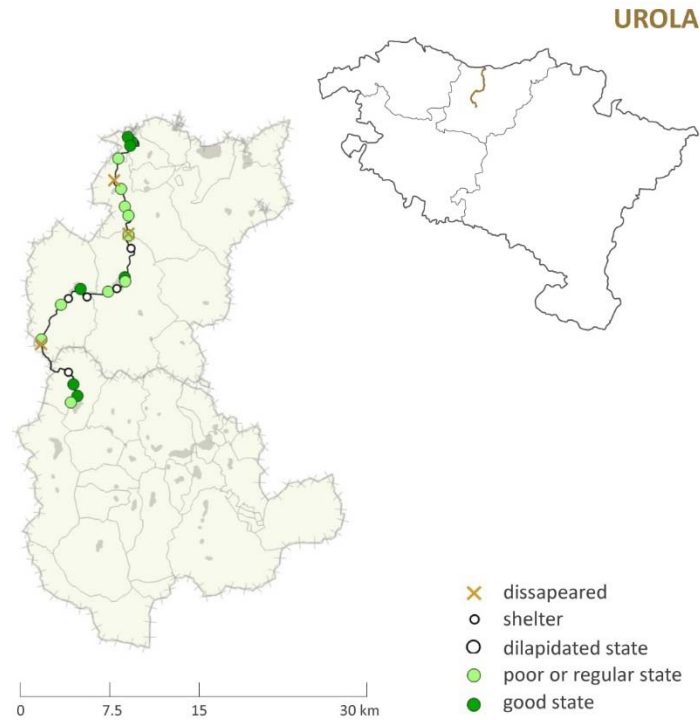 UROLA
dissapeared
shelter
dilapidated state
poor or regular state
good state
0 7.5 15 30 km